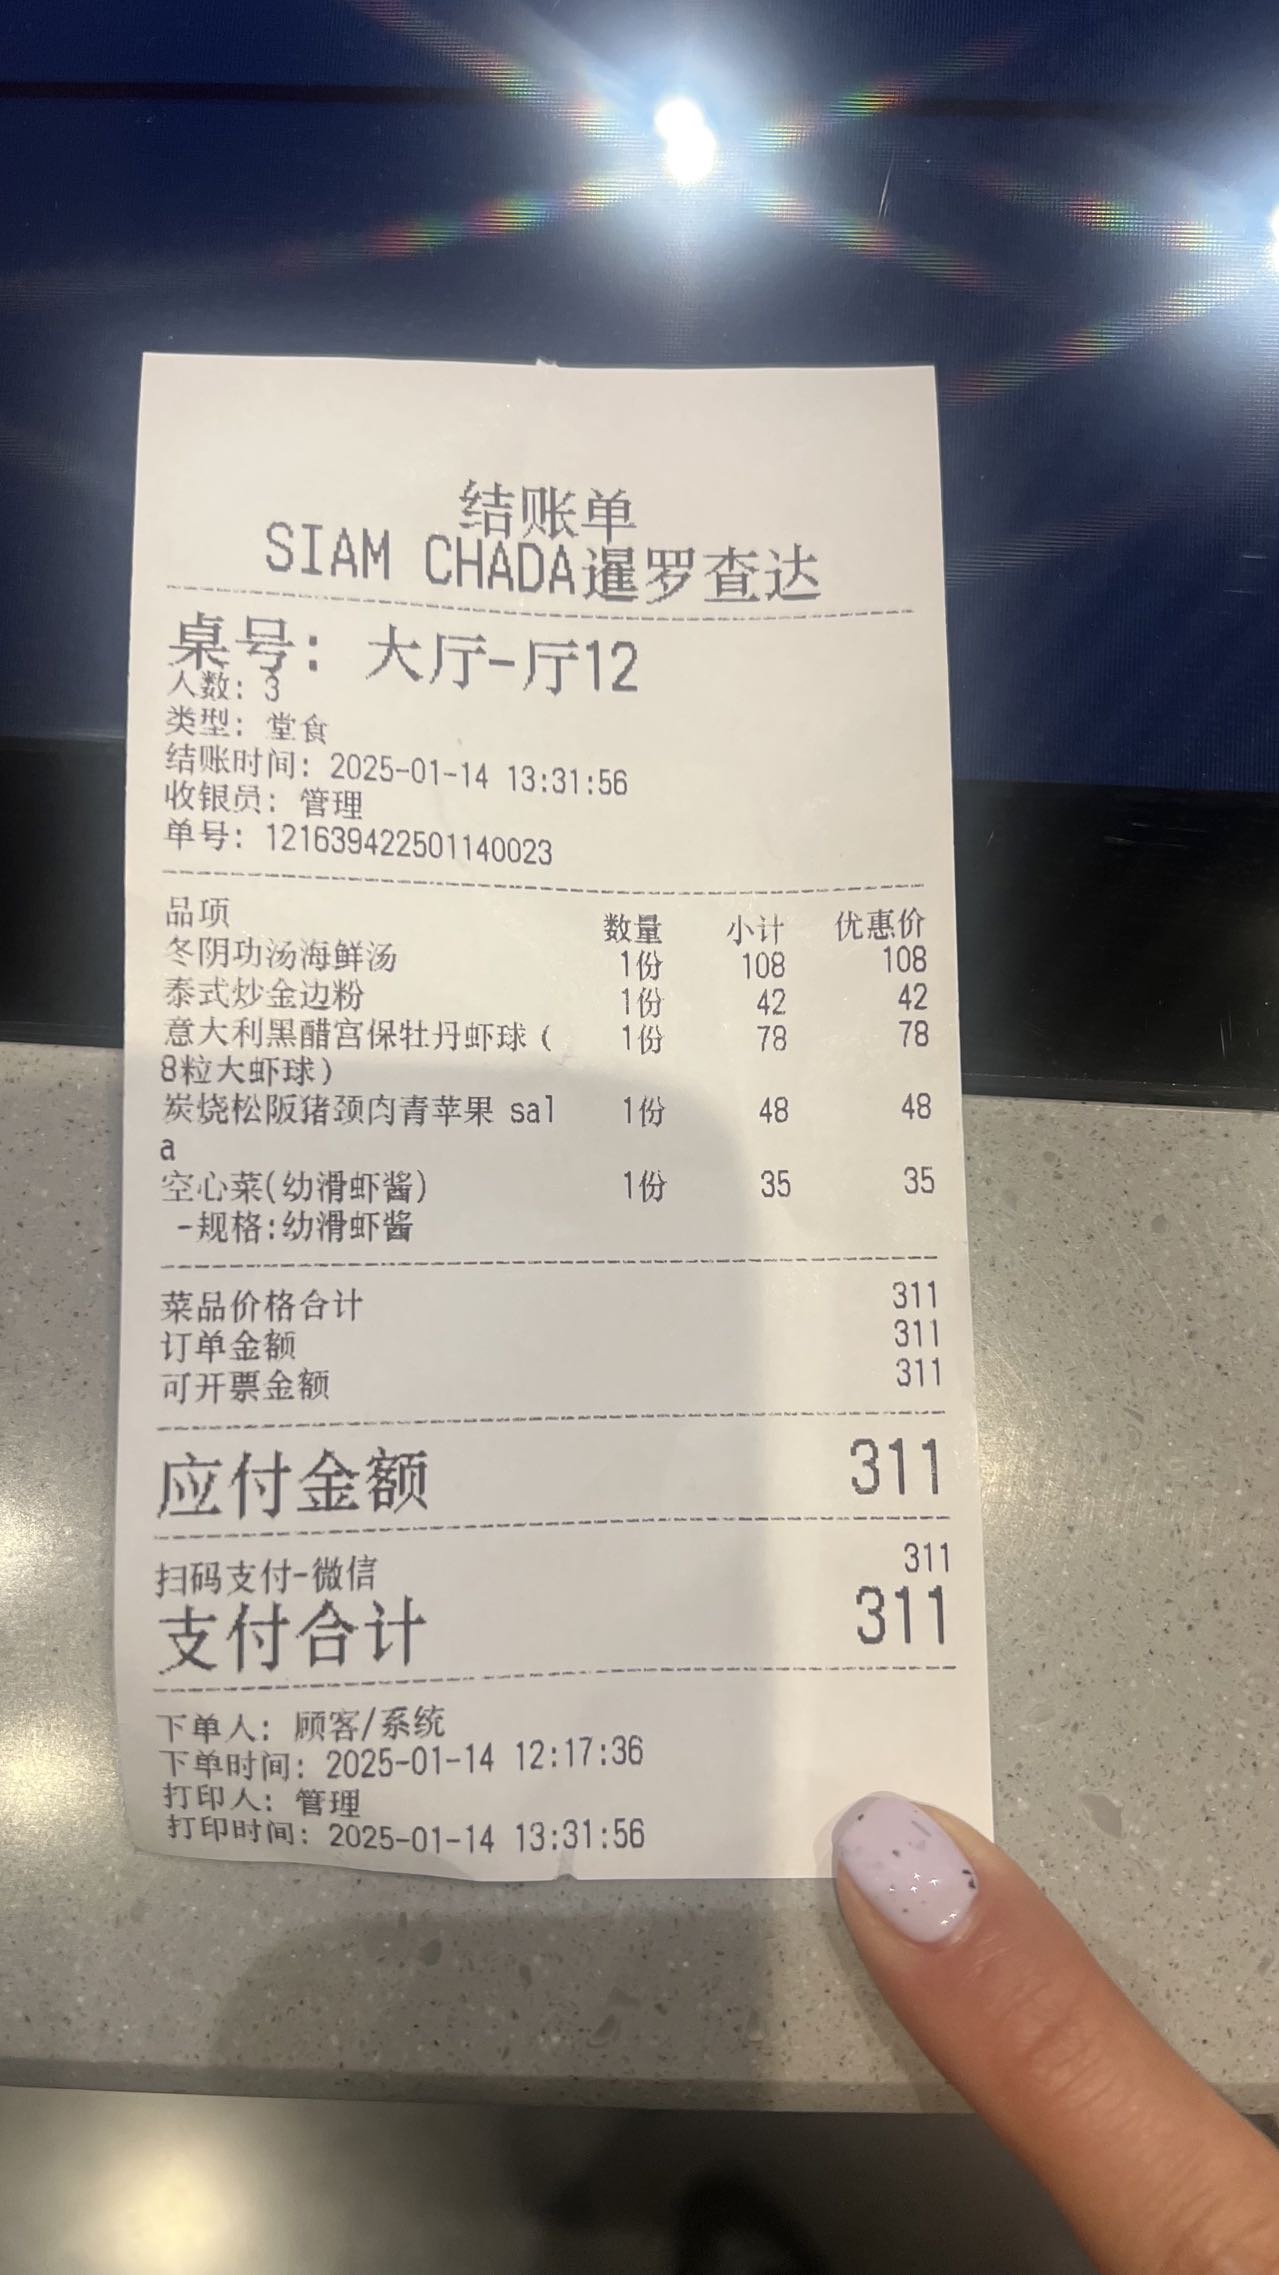 结账单
SIAM CHADA暹罗查达
桌号: 大厅-厅12
人数: 3
类型: 堂食
结账时间: 2025-01-14 13:31:56
收银员: 管理
单号: 121639422501140023
品项 数量 小计 优惠价
冬阴功汤海鲜汤 1份 108 108
泰式炒金边粉 1份 42 42
意大利黑醋宫保牡丹虾球( 1份 78 78
8粒大虾球)
炭烧松阪猪颈肉青苹果 sal 1份 48 48
a
空心菜(幼滑虾酱) 1份 35 35
-规格:幼滑虾酱
菜品价格合计 311
订单金额 311
可开票金额 311
应付金额 311
扫码支付-微信 311
支付合计 311
下单人: 顾客/系统
下单时间: 2025-01-14 12:17:36
打印人: 管理
打印时间: 2025-01-14 13:31:56